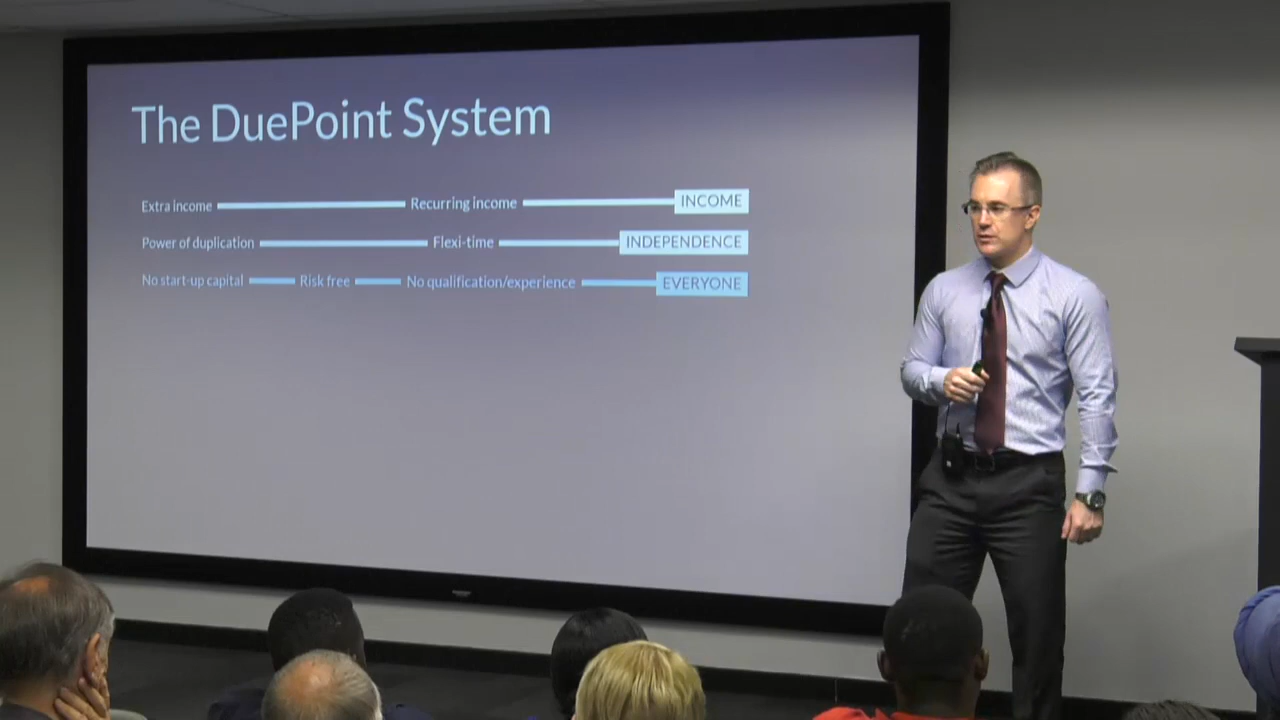 The DuePoint System
Extra income Recurring income INCOME
Power of duplication Flexi-time INDEPENDENCE
No start-up capital Risk free No qualification/experience EVERYONE